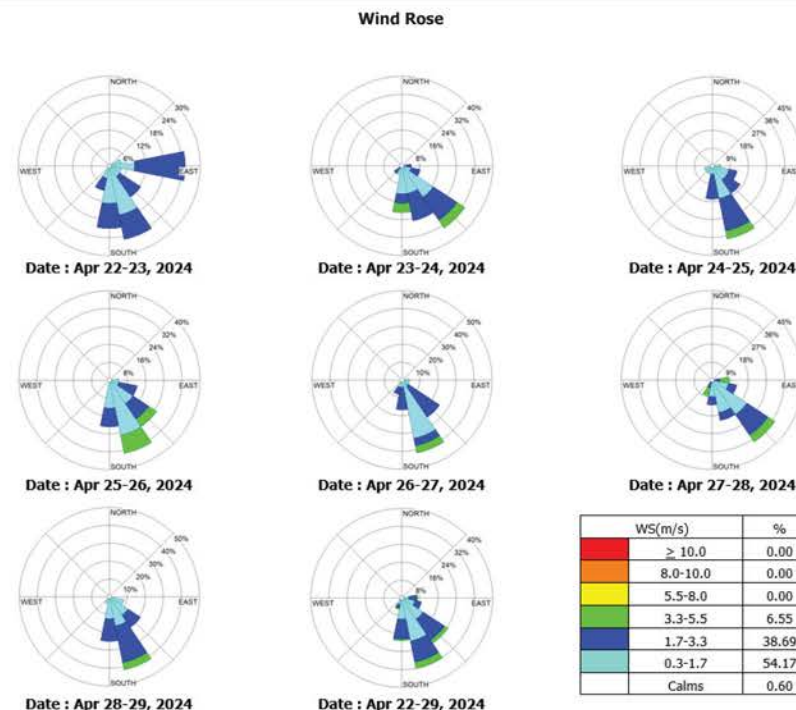 Wind Rose
NORTH
30%
24%
18%
12%
6%
WEST
EAST
SOUTH
Date : Apr 22-23, 2024
NORTH
40%
32%
24%
16%
8%
WEST
EAST
SOUTH
Date : Apr 23-24, 2024
NORTH
45%
36%
27%
18%
9%
WEST
EAST
SOUTH
Date : Apr 24-25, 2024
NORTH
40%
32%
24%
16%
8%
WEST
EAST
SOUTH
Date : Apr 25-26, 2024
NORTH
50%
40%
30%
20%
10%
WEST
EAST
SOUTH
Date : Apr 26-27, 2024
NORTH
45%
36%
27%
18%
9%
WEST
EAST
SOUTH
Date : Apr 27-28, 2024
NORTH
50%
40%
30%
20%
10%
WEST
EAST
SOUTH
Date : Apr 28-29, 2024
NORTH
40%
32%
24%
16%
8%
WEST
EAST
SOUTH
Date : Apr 22-29, 2024
WS(m/s) %
≥ 10.0 0.00
8.0-10.0 0.00
5.5-8.0 0.00
3.3-5.5 6.55
1.7-3.3 38.69
0.3-1.7 54.17
Calms 0.60